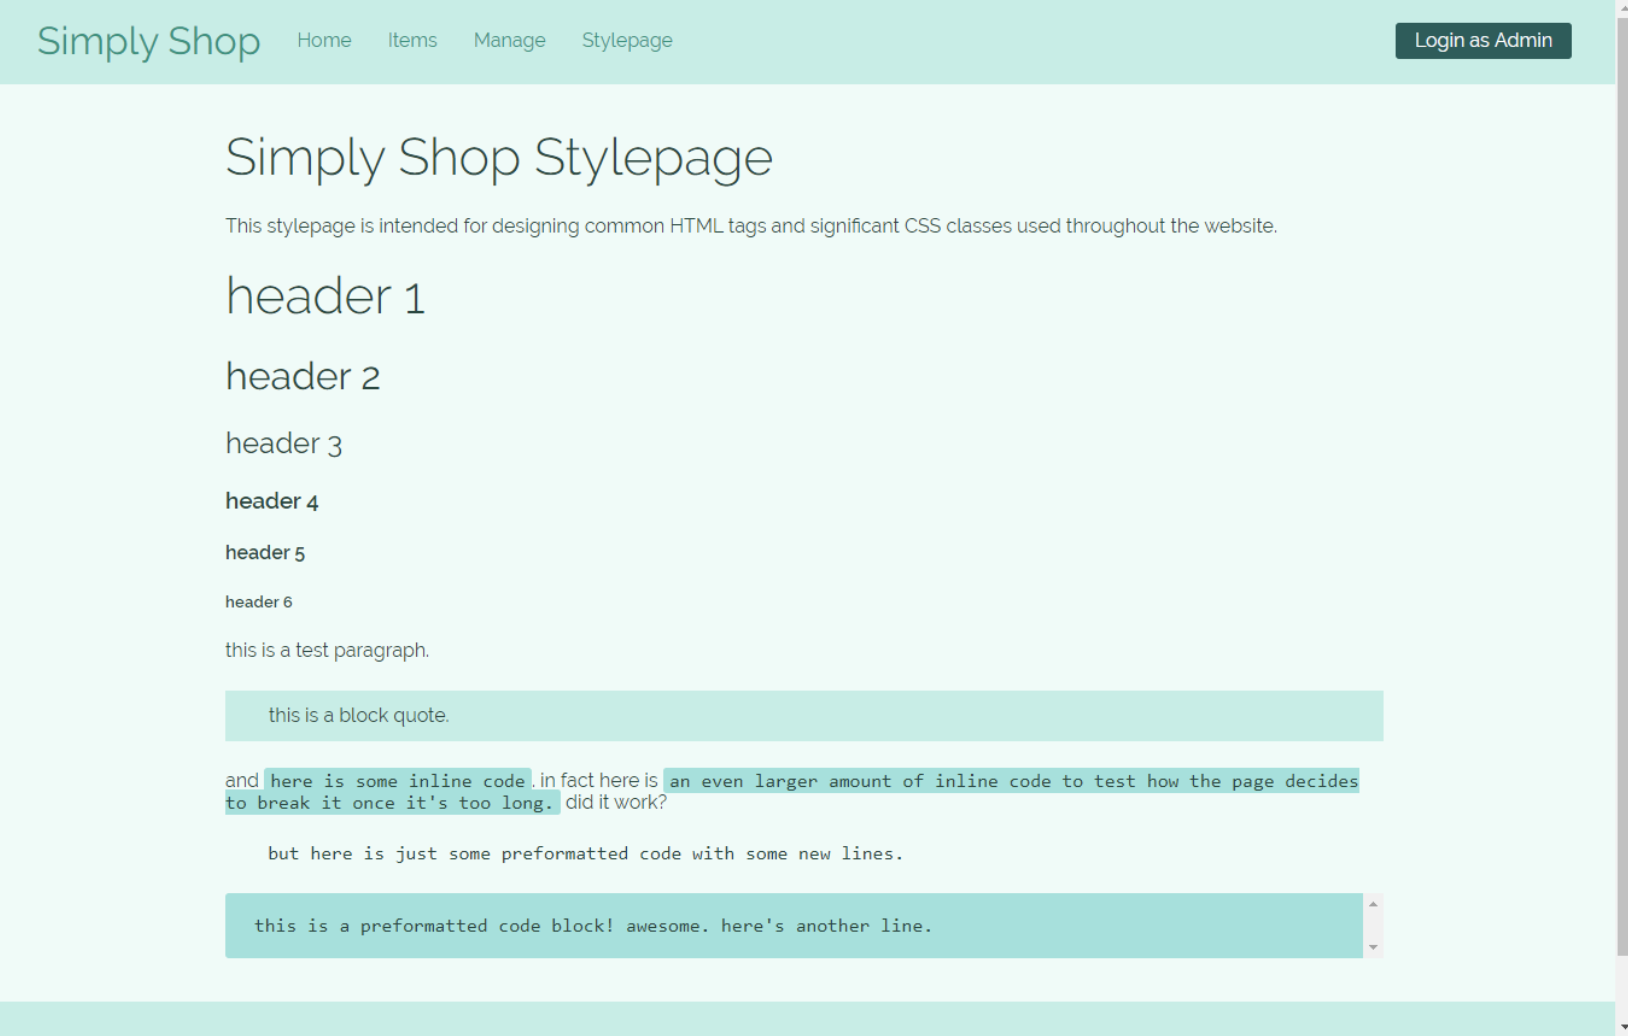 Simply Shop Home Items Manage Stylepage Login as Admin
Simply Shop Stylepage
This stylepage is intended for designing common HTML tags and significant CSS classes used throughout the website.
header 1
header 2
header 3
header 4
header 5
header 6
this is a test paragraph.
this is a block quote.
and here is some inline code. in fact here is an even larger amount of inline code to test how the page decides
to break it once it's too long. did it work?
but here is just some preformatted code with some new lines.
this is a preformatted code block! awesome. here's another line.